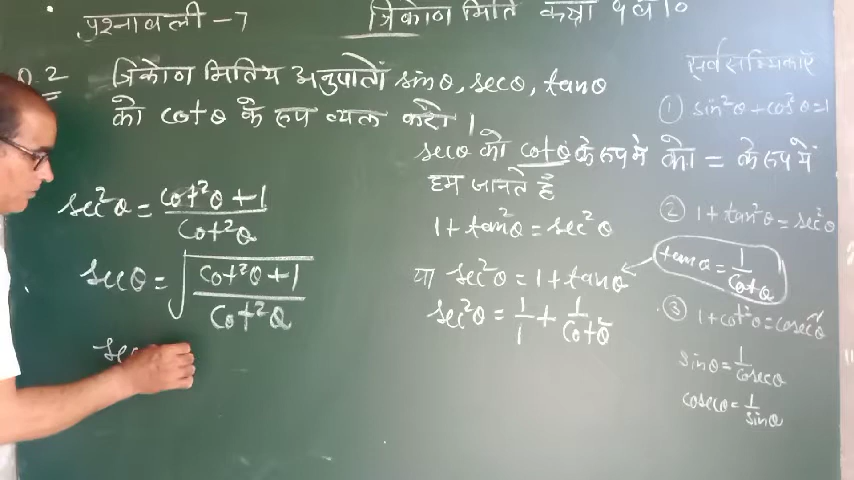 प्रश्नावली - 7
त्रिकोण मिति कक्षा 9 व 10
Q.2 त्रिकोण मितिय अनुपातों sinθ, secθ, tanθ
को cotθ के रूप व्यक्त करो।
secθ को cotθ के रूप में को = के रूप में
हम जानते हैं
1 + tan²θ = sec²θ
या sec²θ = 1 + tanθ
sec²θ = 1/1 + 1/cot²θ
sec²θ = cot²θ + 1 / cot²θ
secθ = √(cot²θ + 1 / cot²θ)
sec
सर्वसमिकाएँ
① sin²θ + cos²θ = 1
② 1 + tan²θ = sec²θ
tanθ = 1/cotθ
③ 1 + cot²θ = cosec²θ
sinθ = 1/cosecθ
cosecθ = 1/sinθ